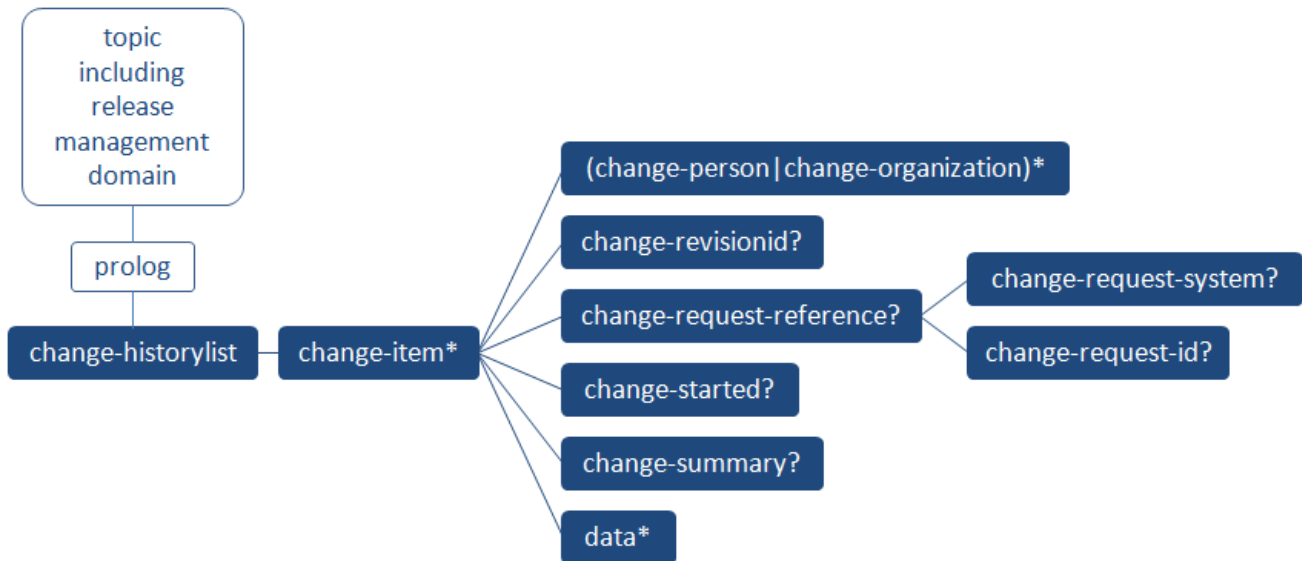 topic
including
release
management
domain
prolog
change-historylist
change-item*
(change-person|change-organization)*
change-revisionid?
change-request-reference?
change-request-system?
change-request-id?
change-started?
change-summary?
data*